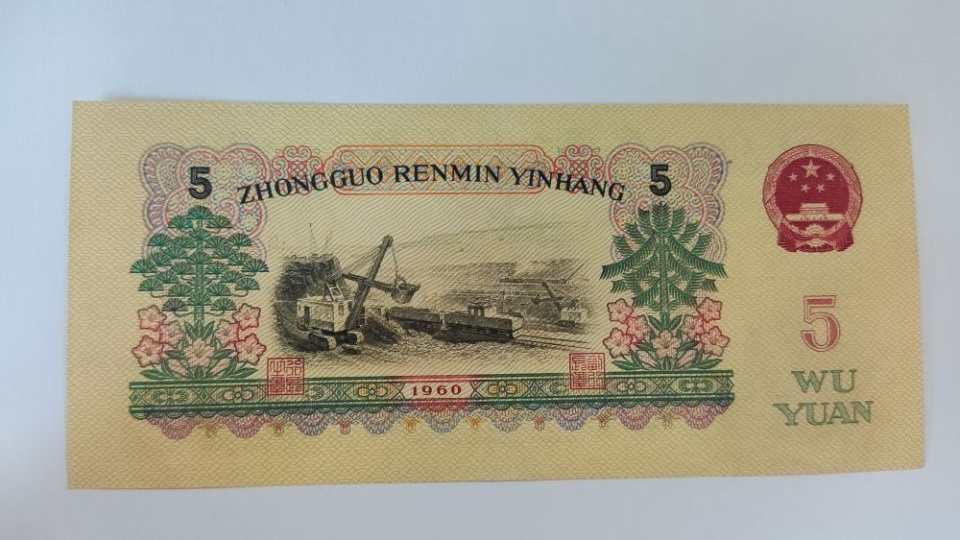 5 ZHONGGUO RENMIN YINHANG 5
5
WU
YUAN
1960